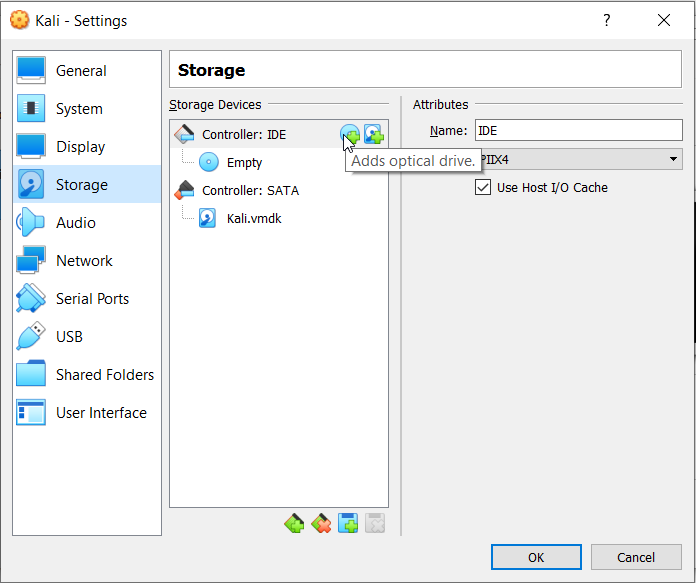 Kali - Settings
?
General
System
Display
Storage
Audio
Network
Serial Ports
USB
Shared Folders
User Interface
Storage
Storage Devices
Controller: IDE
Empty
Controller: SATA
Kali.vmdk
Adds optical drive.
Attributes
Name: IDE
PIIX4
Use Host I/O Cache
OK
Cancel